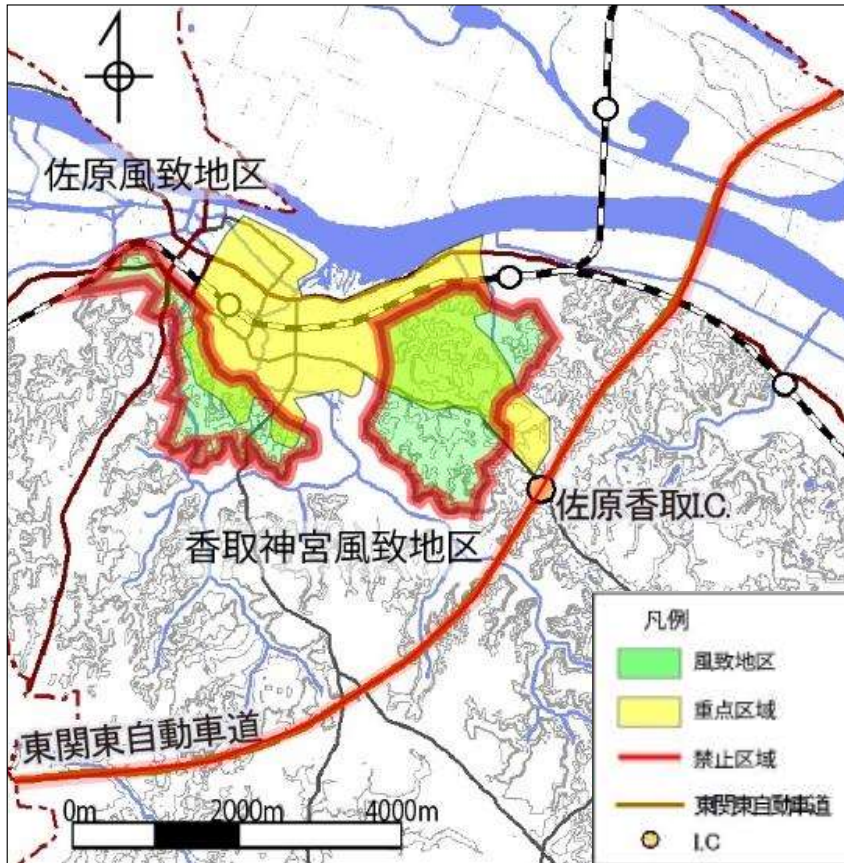 佐原風致地区
佐原香取I.C.
香取神宮風致地区
東関東自動車道
0m 2000m 4000m
凡例
風致地区
重点区域
禁止区域
東関東自動車道
I.C